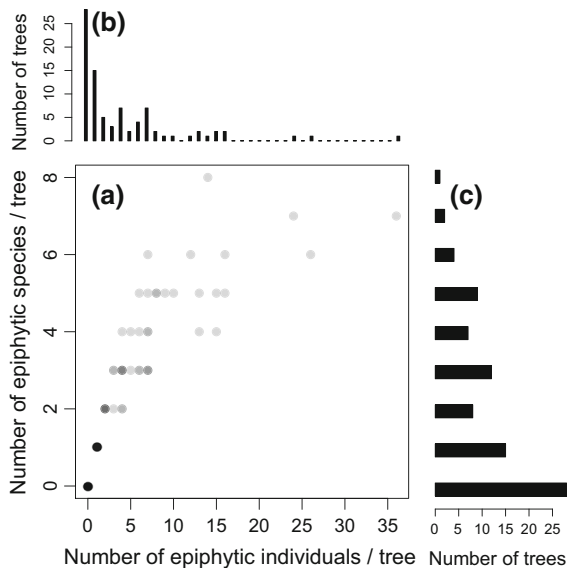 Number of trees
0 5 10 15 20 25
(b)
Number of epiphytic species / tree
0 2 4 6 8
(a)
0 5 10 15 20 25 30 35
Number of epiphytic individuals / tree
(c)
0 5 10 15 20 25
Number of trees